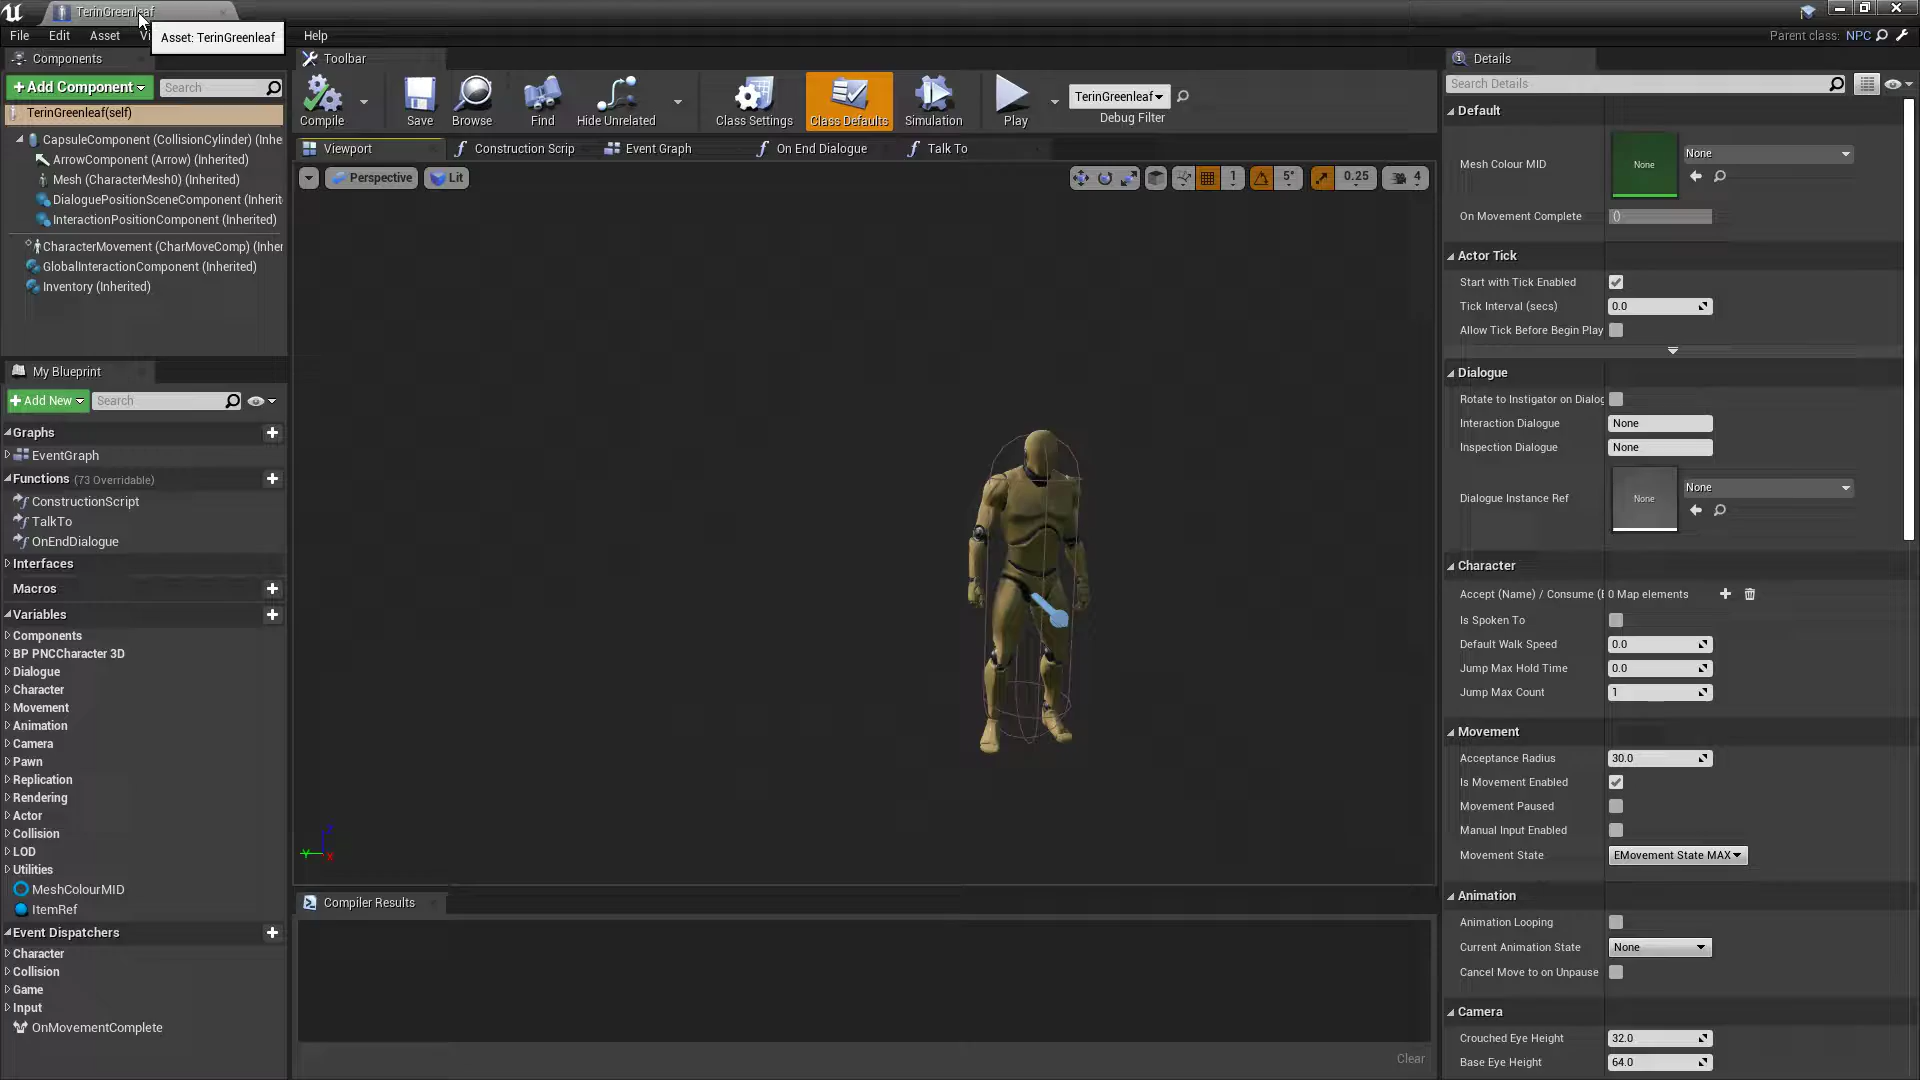 TerinGreenleaf
File Edit Asset Vi Help
Asset: TerinGreenleaf
Parent class: NPC
Components
+Add Component
Search
TerinGreenleaf(self)
CapsuleComponent (CollisionCylinder) (Inhe
ArrowComponent (Arrow) (Inherited)
Mesh (CharacterMesh0) (Inherited)
DialoguePositionSceneComponent (Inherit
InteractionPositionComponent (Inherited)
CharacterMovement (CharMoveComp) (Inher
GlobalInteractionComponent (Inherited)
Inventory (Inherited)
My Blueprint
+Add New
Search
Graphs
EventGraph
Functions (73 Overridable)
ConstructionScript
TalkTo
OnEndDialogue
Interfaces
Macros
Variables
Components
BP PNCCharacter 3D
Dialogue
Character
Movement
Animation
Camera
Pawn
Replication
Rendering
Actor
Collision
LOD
Utilities
MeshColourMID
ItemRef
Event Dispatchers
Character
Collision
Game
Input
OnMovementComplete
Toolbar
Compile
Save
Browse
Find
Hide Unrelated
Class Settings
Class Defaults
Simulation
Play
TerinGreenleaf
Debug Filter
Viewport
Construction Scrip
Event Graph
On End Dialogue
Talk To
Perspective
Lit
1
5°
0.25
4
Z
Y
X
Compiler Results
Clear
Details
Search Details
Default
Mesh Colour MID None None
On Movement Complete ()
Actor Tick
Start with Tick Enabled
Tick Interval (secs) 0.0
Allow Tick Before Begin Play
Dialogue
Rotate to Instigator on Dialog
Interaction Dialogue None
Inspection Dialogue None
Dialogue Instance Ref None None
Character
Accept (Name) / Consume (E 0 Map elements
Is Spoken To
Default Walk Speed 0.0
Jump Max Hold Time 0.0
Jump Max Count 1
Movement
Acceptance Radius 30.0
Is Movement Enabled
Movement Paused
Manual Input Enabled
Movement State EMovement State MAX
Animation
Animation Looping
Current Animation State None
Cancel Move to on Unpause
Camera
Crouched Eye Height 32.0
Base Eye Height 64.0